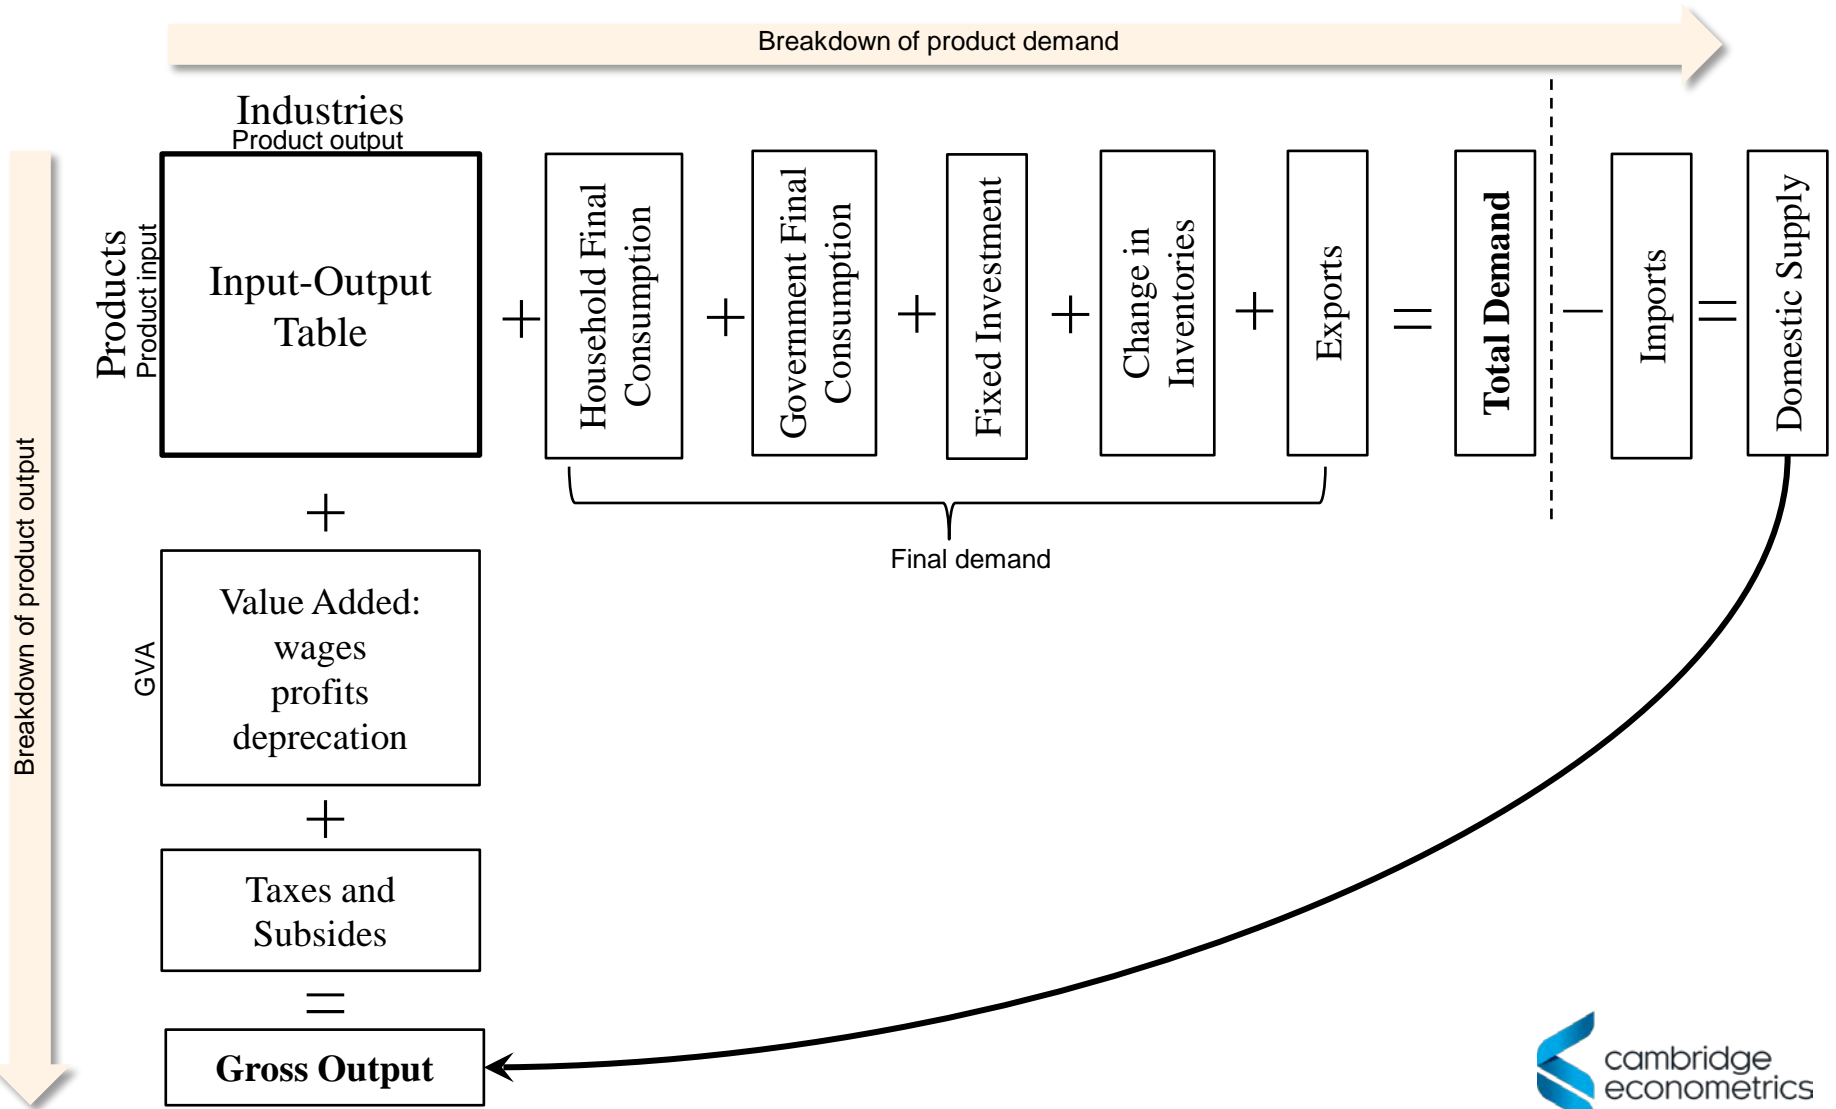 Breakdown of product demand
Industries
Product output
Products
Product input
Input-Output
Table
+
Household Final
Consumption
+
Government Final
Consumption
+
Fixed Investment
+
Change in
Inventories
+
Exports
=
Total Demand
−
Imports
=
Domestic Supply
Final demand
Breakdown of product output
+
GVA
Value Added:
wages
profits
deprecation
+
Taxes and
Subsides
=
Gross Output
cambridge
econometrics